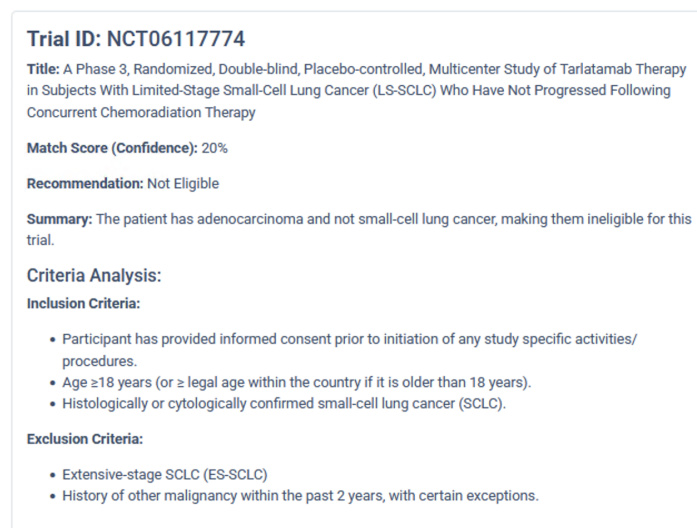 Trial ID: NCT06117774
Title: A Phase 3, Randomized, Double-blind, Placebo-controlled, Multicenter Study of Tarlatamab Therapy
in Subjects With Limited-Stage Small-Cell Lung Cancer (LS-SCLC) Who Have Not Progressed Following
Concurrent Chemoradiation Therapy
Match Score (Confidence): 20%
Recommendation: Not Eligible
Summary: The patient has adenocarcinoma and not small-cell lung cancer, making them ineligible for this
trial.
Criteria Analysis:
Inclusion Criteria:
• Participant has provided informed consent prior to initiation of any study specific activities/
procedures.
• Age ≥18 years (or ≥ legal age within the country if it is older than 18 years).
• Histologically or cytologically confirmed small-cell lung cancer (SCLC).
Exclusion Criteria:
• Extensive-stage SCLC (ES-SCLC)
• History of other malignancy within the past 2 years, with certain exceptions.